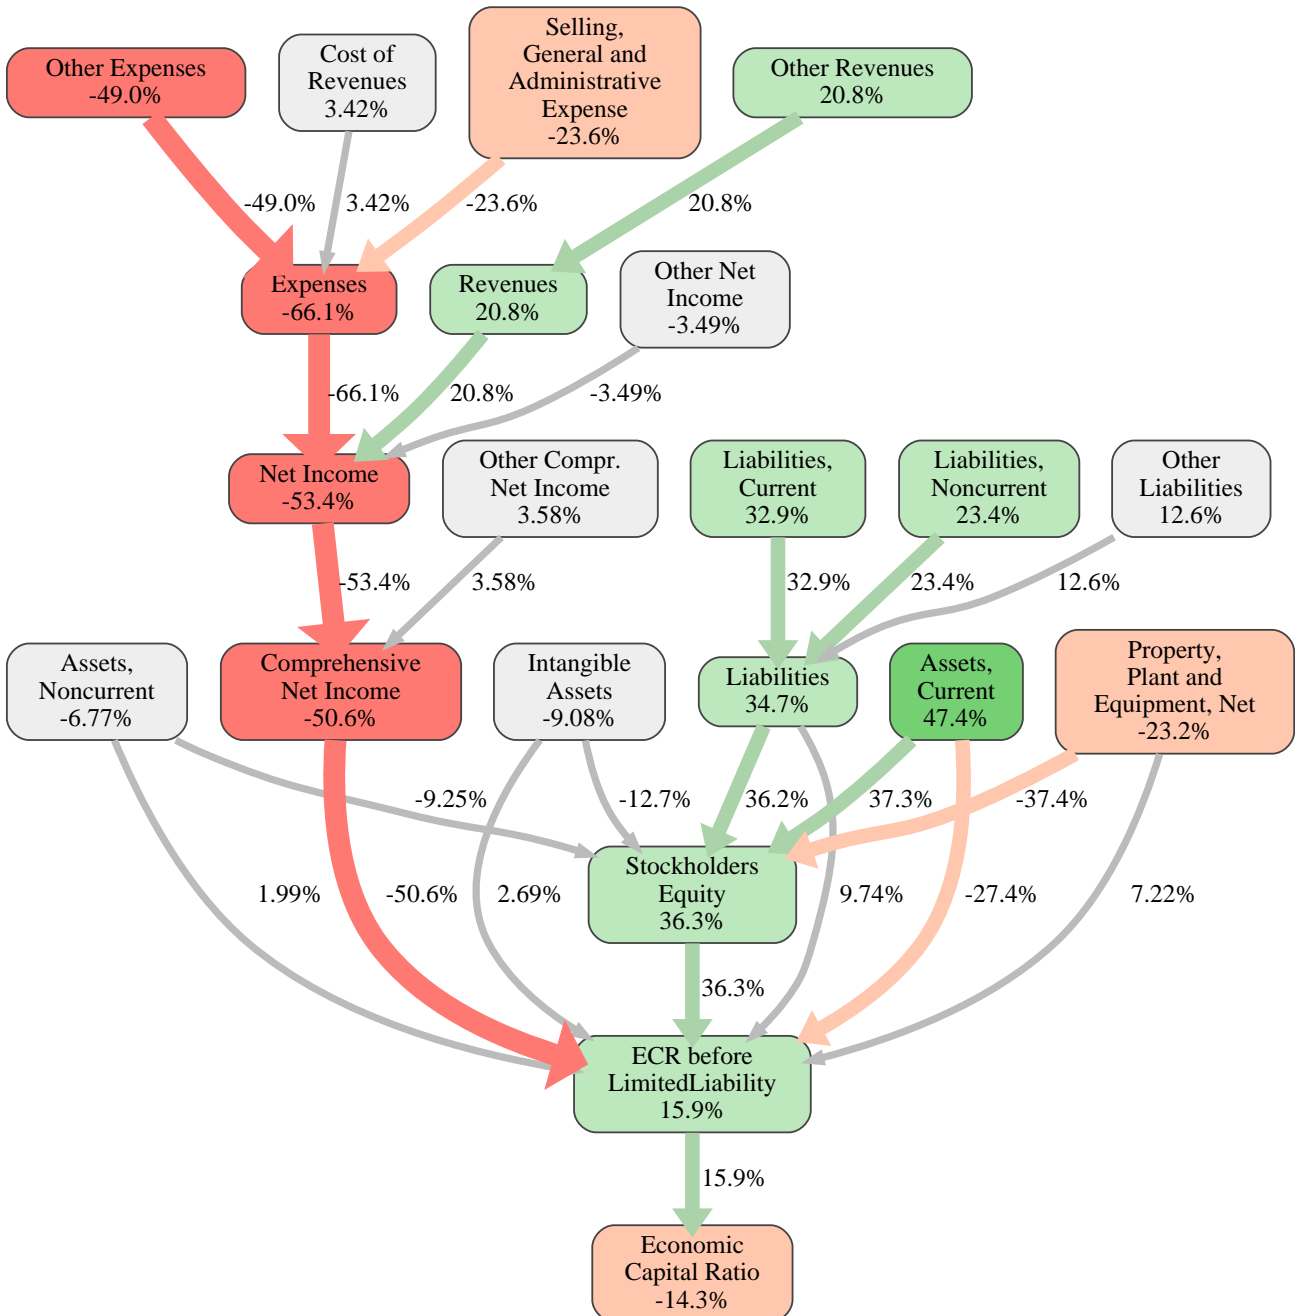 Other Expenses
-49.0%
Cost of
Revenues
3.42%
Selling,
General and
Administrative
Expense
-23.6%
Other Revenues
20.8%
-49.0%
3.42%
-23.6%
20.8%
Expenses
-66.1%
Revenues
20.8%
Other Net
Income
-3.49%
-66.1%
20.8%
-3.49%
Net Income
-53.4%
Other Compr.
Net Income
3.58%
Liabilities,
Current
32.9%
Liabilities,
Noncurrent
23.4%
Other
Liabilities
12.6%
-53.4%
3.58%
32.9%
23.4%
12.6%
Assets,
Noncurrent
-6.77%
Comprehensive
Net Income
-50.6%
Intangible
Assets
-9.08%
Liabilities
34.7%
Assets,
Current
47.4%
Property,
Plant and
Equipment, Net
-23.2%
-9.25%
-12.7%
36.2%
37.3%
-37.4%
Stockholders
Equity
36.3%
1.99%
-50.6%
2.69%
9.74%
-27.4%
7.22%
36.3%
ECR before
LimitedLiability
15.9%
15.9%
Economic
Capital Ratio
-14.3%